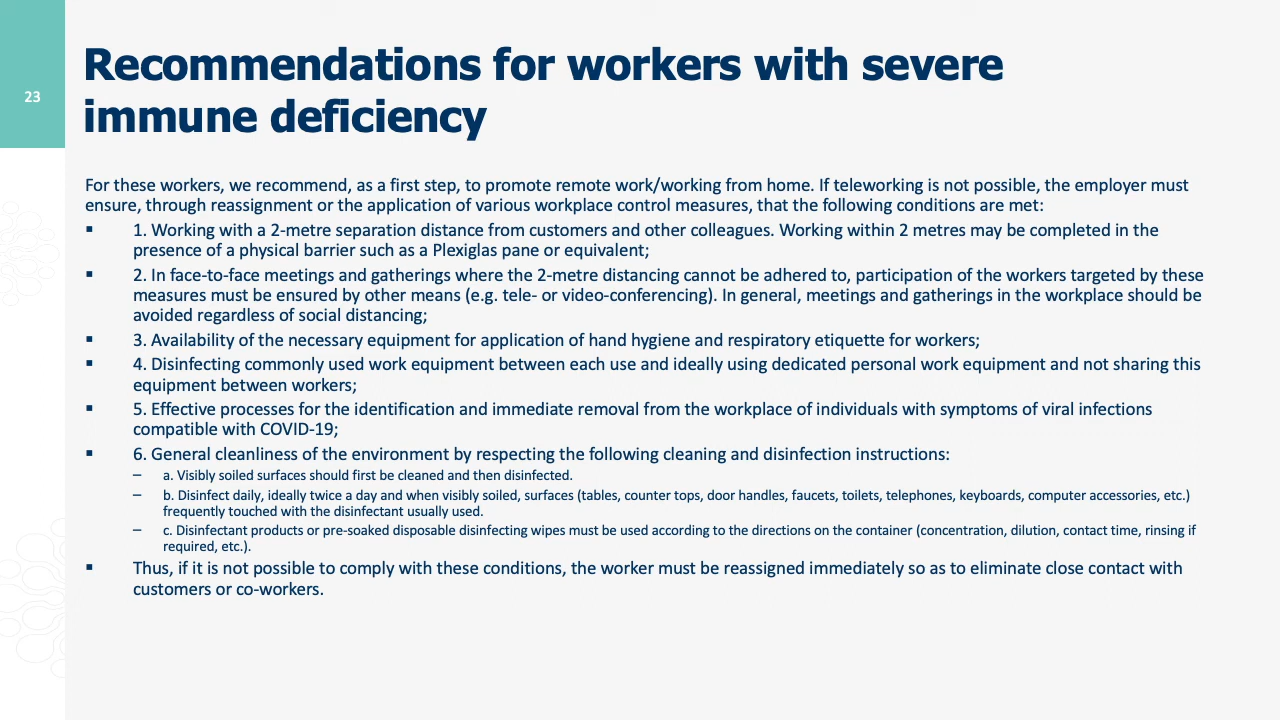 23
Recommendations for workers with severe
immune deficiency
For these workers, we recommend, as a first step, to promote remote work/working from home. If teleworking is not possible, the employer must
ensure, through reassignment or the application of various workplace control measures, that the following conditions are met:
▪ 1. Working with a 2-metre separation distance from customers and other colleagues. Working within 2 metres may be completed in the
presence of a physical barrier such as a Plexiglas pane or equivalent;
▪ 2. In face-to-face meetings and gatherings where the 2-metre distancing cannot be adhered to, participation of the workers targeted by these
measures must be ensured by other means (e.g. tele- or video-conferencing). In general, meetings and gatherings in the workplace should be
avoided regardless of social distancing;
▪ 3. Availability of the necessary equipment for application of hand hygiene and respiratory etiquette for workers;
▪ 4. Disinfecting commonly used work equipment between each use and ideally using dedicated personal work equipment and not sharing this
equipment between workers;
▪ 5. Effective processes for the identification and immediate removal from the workplace of individuals with symptoms of viral infections
compatible with COVID-19;
▪ 6. General cleanliness of the environment by respecting the following cleaning and disinfection instructions:
– a. Visibly soiled surfaces should first be cleaned and then disinfected.
– b. Disinfect daily, ideally twice a day and when visibly soiled, surfaces (tables, counter tops, door handles, faucets, toilets, telephones, keyboards, computer accessories, etc.)
frequently touched with the disinfectant usually used.
– c. Disinfectant products or pre-soaked disposable disinfecting wipes must be used according to the directions on the container (concentration, dilution, contact time, rinsing if
required, etc.).
▪ Thus, if it is not possible to comply with these conditions, the worker must be reassigned immediately so as to eliminate close contact with
customers or co-workers.